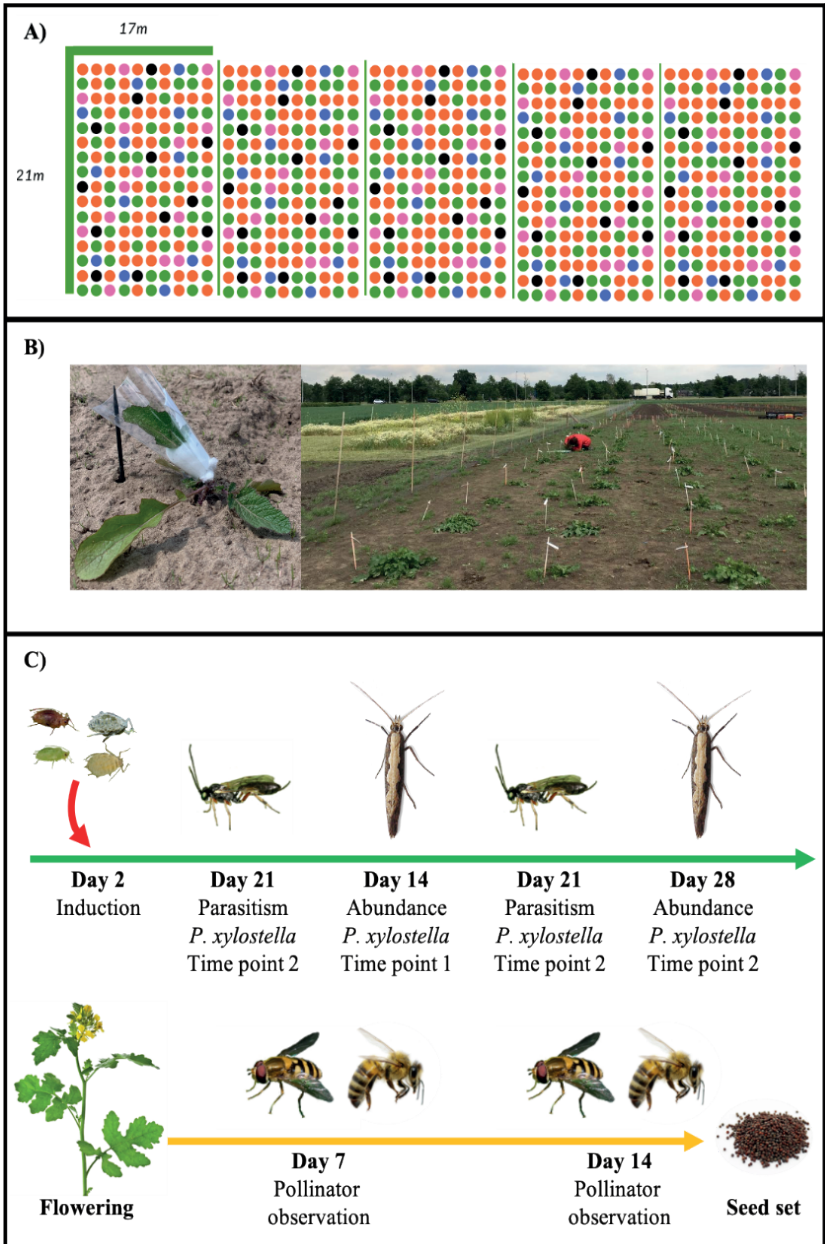 A)
17m
21m
B)
C)
Day 2
Induction
Day 21
Parasitism
P. xylostella
Time point 2
Day 14
Abundance
P. xylostella
Time point 1
Day 21
Parasitism
P. xylostella
Time point 2
Day 28
Abundance
P. xylostella
Time point 2
Flowering
Day 7
Pollinator
observation
Day 14
Pollinator
observation
Seed set